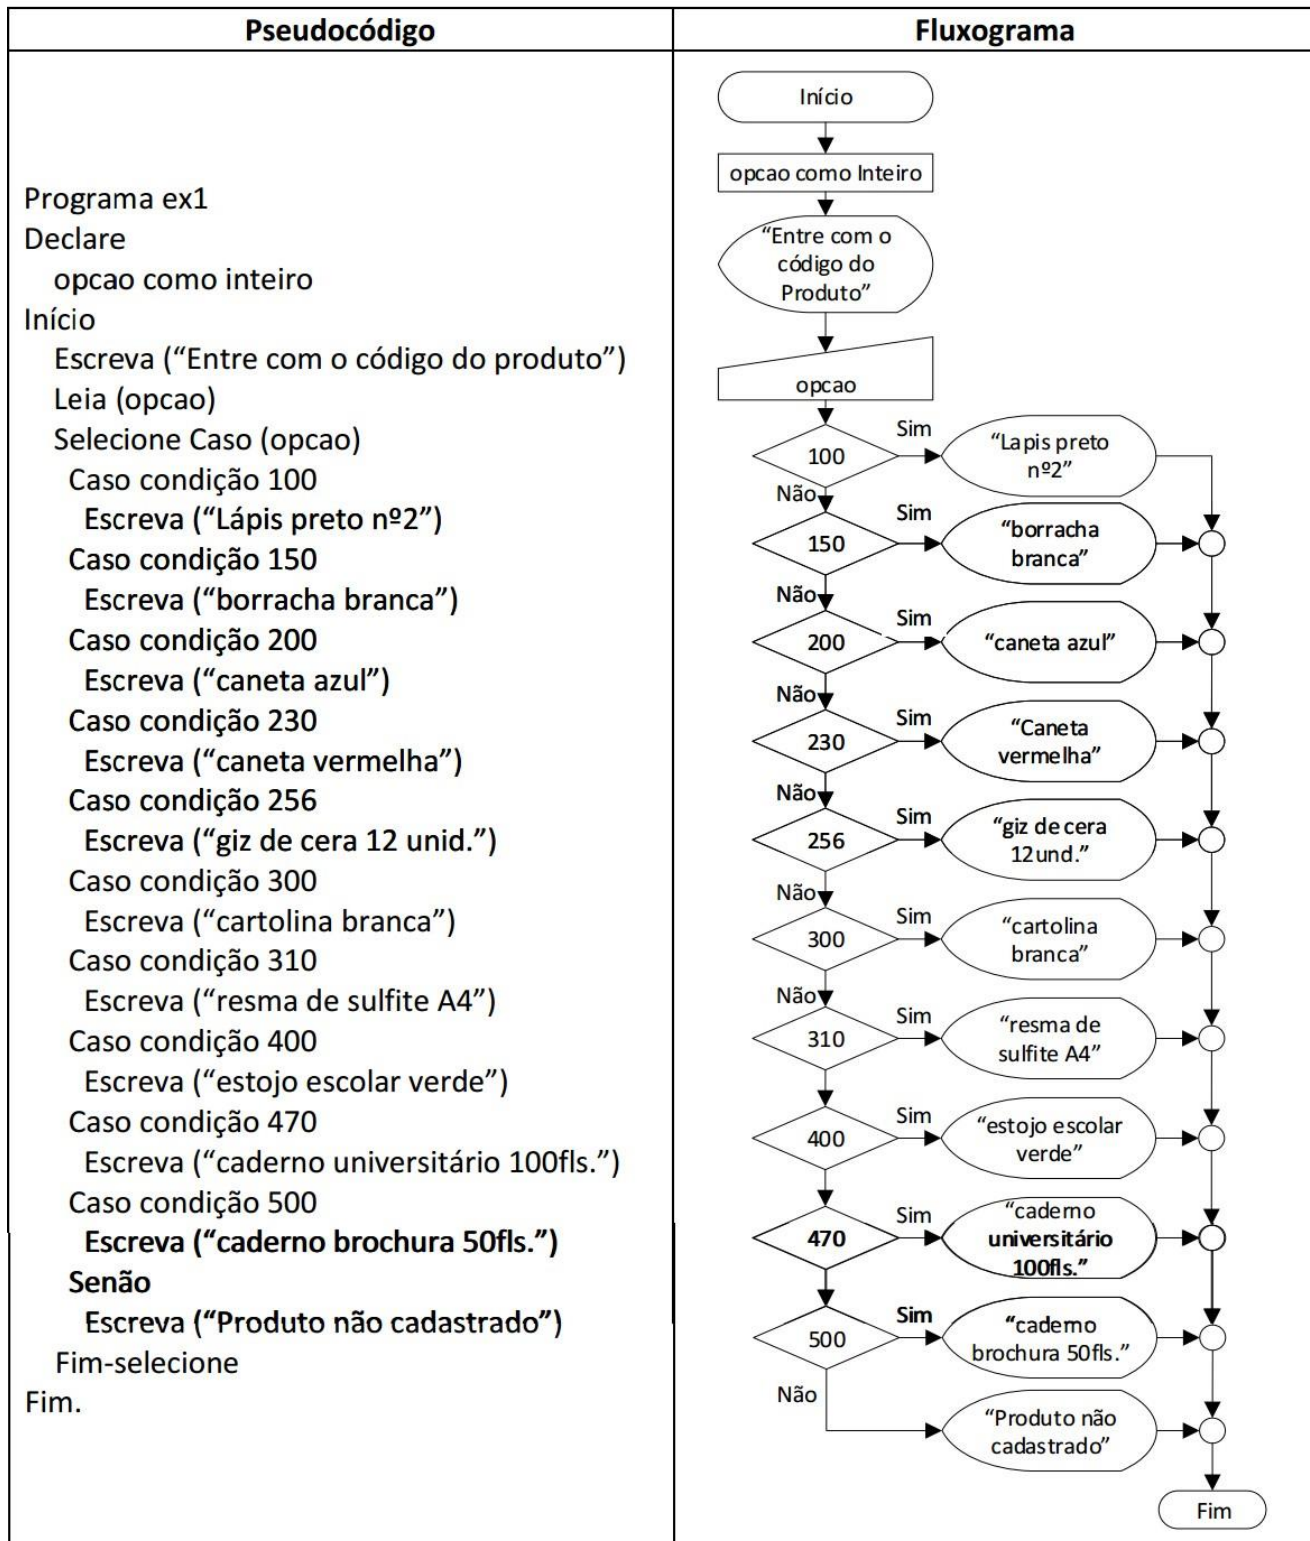 Pseudocódigo
Programa ex1
Declare
opcao como inteiro
Início
Escreva (“Entre com o código do produto”)
Leia (opcao)
Selecione Caso (opcao)
Caso condição 100
Escreva (“Lápis preto nº2”)
Caso condição 150
Escreva (“borracha branca”)
Caso condição 200
Escreva (“caneta azul”)
Caso condição 230
Escreva (“caneta vermelha”)
Caso condição 256
Escreva (“giz de cera 12 unid.”)
Caso condição 300
Escreva (“cartolina branca”)
Caso condição 310
Escreva (“resma de sulfite A4”)
Caso condição 400
Escreva (“estojo escolar verde”)
Caso condição 470
Escreva (“caderno universitário 100fls.”)
Caso condição 500
Escreva (“caderno brochura 50fls.”)
Senão
Escreva (“Produto não cadastrado”)
Fim-selecione
Fim.
Fluxograma
Início
opcao como Inteiro
“Entre com o
código do
Produto”
opcao
100
Sim
“Lapis preto
nº2”
Não
150
Sim
“borracha
branca”
Não
200
Sim
“caneta azul”
Não
230
Sim
“Caneta
vermelha”
Não
256
Sim
“giz de cera
12und.”
Não
300
Sim
“cartolina
branca”
Não
310
Sim
“resma de
sulfite A4”
400
Sim
“estojo escolar
verde”
470
Sim
“caderno
universitário
100fls.”
500
Sim
“caderno
brochura 50fls.”
Não
“Produto não
cadastrado”
Fim